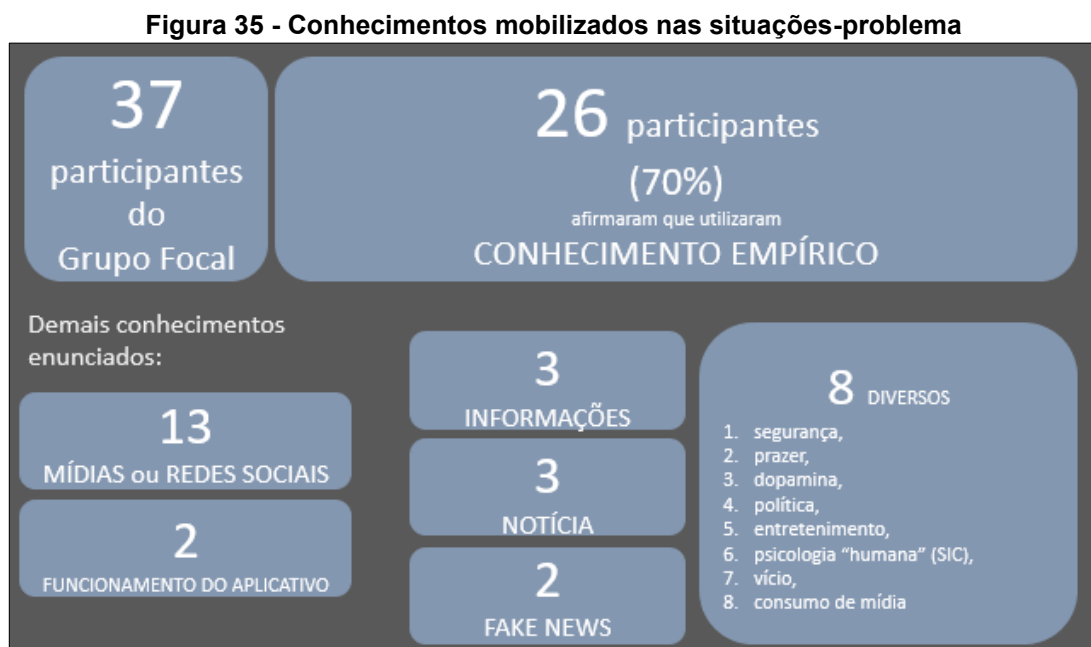 Figura 35 - Conhecimentos mobilizados nas situações-problema
37
participantes
do
Grupo Focal
26 participantes
(70%)
afirmaram que utilizaram
CONHECIMENTO EMPÍRICO
Demais conhecimentos
enunciados:
13
MÍDIAS ou REDES SOCIAIS
2
FUNCIONAMENTO DO APLICATIVO
3
INFORMAÇÕES
3
NOTÍCIA
2
FAKE NEWS
8 DIVERSOS
1. segurança,
2. prazer,
3. dopamina,
4. política,
5. entretenimento,
6. psicologia “humana” (SIC),
7. vício,
8. consumo de mídia